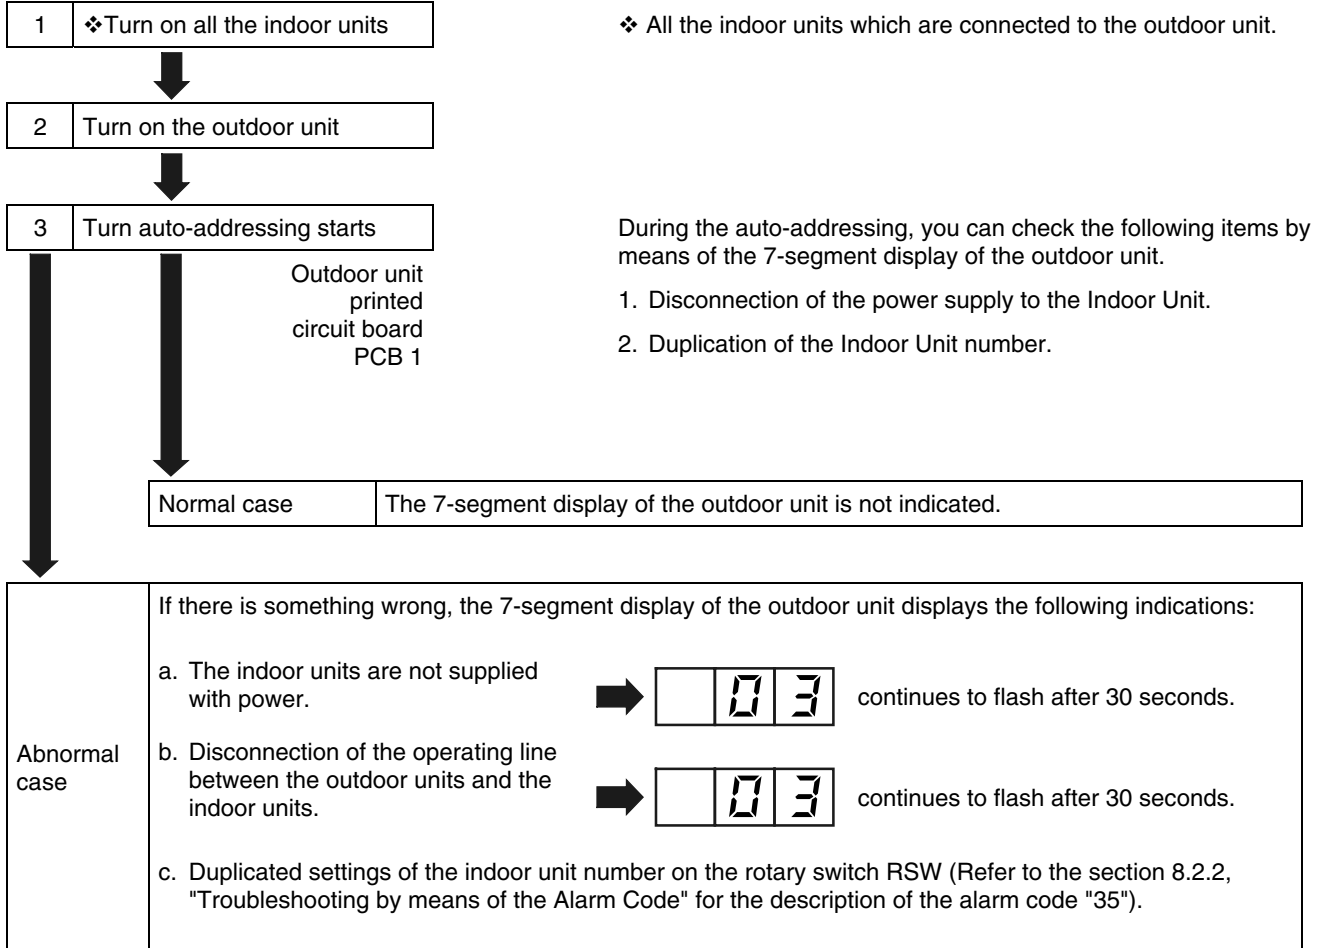 1 ❖Turn on all the indoor units
❖ All the indoor units which are connected to the outdoor unit.
2 Turn on the outdoor unit
3 Turn auto-addressing starts
Outdoor unit
printed
circuit board
PCB 1
During the auto-addressing, you can check the following items by
means of the 7-segment display of the outdoor unit.
1. Disconnection of the power supply to the Indoor Unit.
2. Duplication of the Indoor Unit number.
Normal case The 7-segment display of the outdoor unit is not indicated.
Abnormal
case
If there is something wrong, the 7-segment display of the outdoor unit displays the following indications:
a. The indoor units are not supplied
with power.
03 continues to flash after 30 seconds.
b. Disconnection of the operating line
between the outdoor units and the
indoor units.
03 continues to flash after 30 seconds.
c. Duplicated settings of the indoor unit number on the rotary switch RSW (Refer to the section 8.2.2,
"Troubleshooting by means of the Alarm Code" for the description of the alarm code "35").